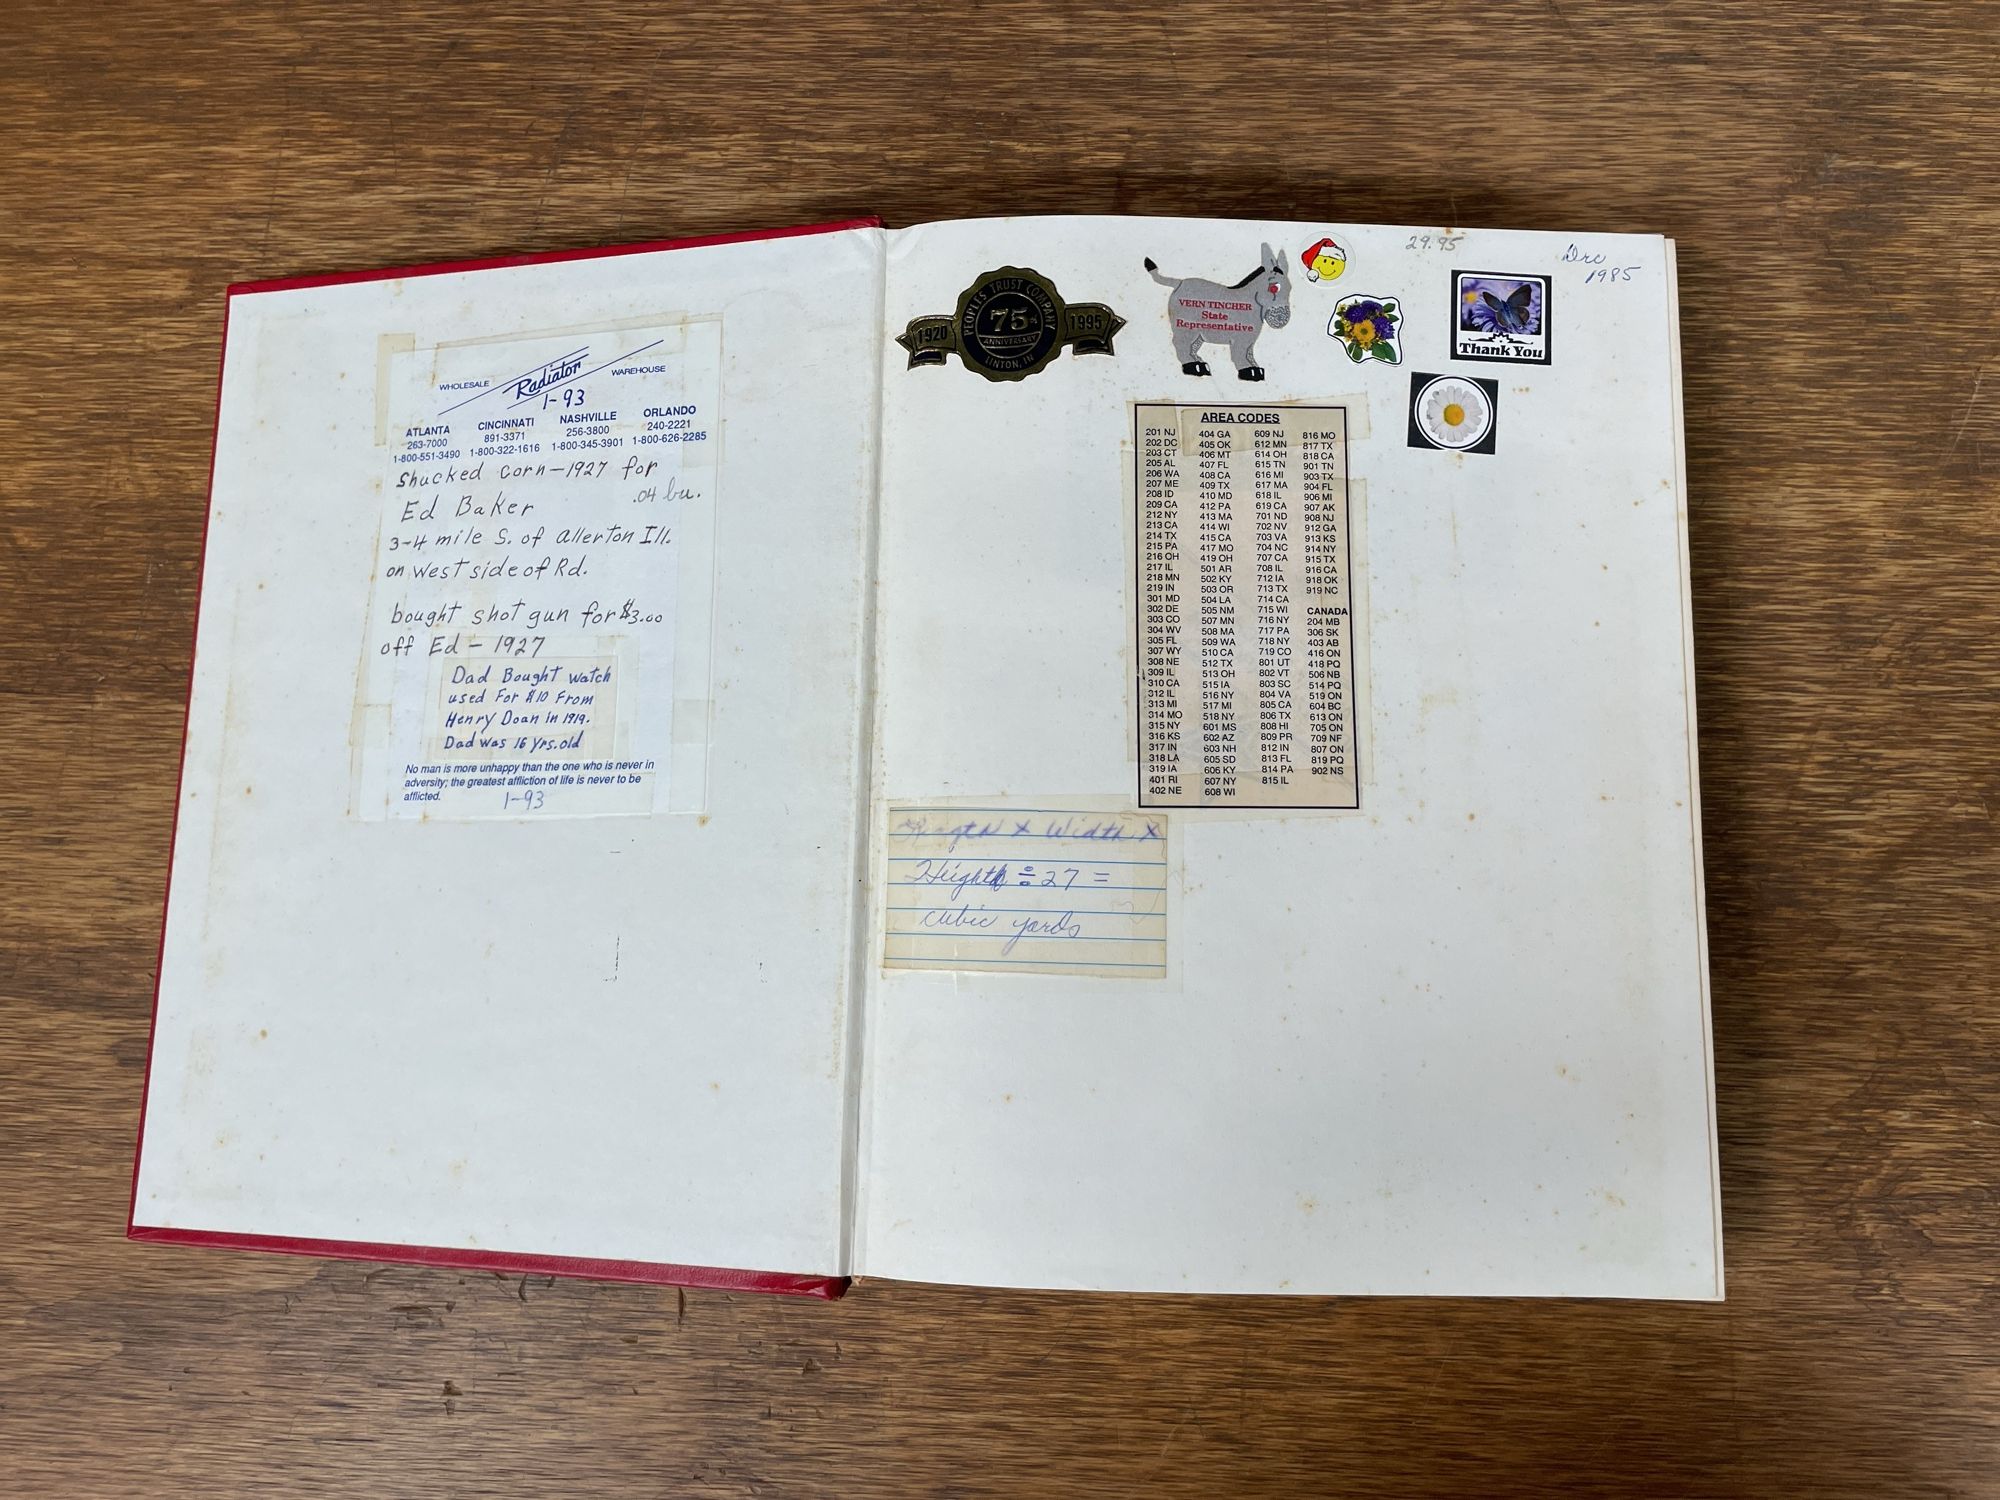 WHOLESALE Radiator WAREHOUSE
1-93
ATLANTA CINCINNATI NASHVILLE ORLANDO
263-7000 891-3371 256-3800 240-2221
1-800-551-3490 1-800-322-1616 1-800-345-3901 1-800-626-2285
Shucked corn-1927 for
Ed Baker .04 bu.
3-4 mile S. of Allerton Ill.
on west side of Rd.
bought shot gun for $3.00
off Ed - 1927
Dad Bought watch
used For $10 From
Henry Doan in 1919.
Dad was 16 yrs. old
No man is more unhappy than the one who is never in
adversity; the greatest affliction of life is never to be
afflicted.
1-93
PEOPLES TRUST COMPANY
1920 75th 1995
ANNIVERSARY
LINTON, IN
VERN TINCHER
State
Representative
29.95
Dec
1985
Thank You
AREA CODES
201 NJ 404 GA 609 NJ 816 MO
202 DC 405 OK 612 MN 817 TX
203 CT 406 MT 614 OH 818 CA
205 AL 407 FL 615 TN 901 TN
206 WA 408 CA 616 MI 903 TX
207 ME 409 TX 617 MA 904 FL
208 ID 410 MD 618 IL 906 MI
209 CA 412 PA 619 CA 907 AK
212 NY 413 MA 701 ND 908 NJ
213 CA 414 WI 702 NV 912 GA
214 TX 415 CA 703 VA 913 KS
215 PA 417 MO 704 NC 914 NY
216 OH 419 OH 707 CA 915 TX
217 IL 501 AR 708 IL 916 CA
218 MN 502 KY 712 IA 918 OK
219 IN 503 OR 713 TX 919 NC
301 MD 504 LA 714 CA
302 DE 505 NM 715 WI CANADA
303 CO 507 MN 716 NY 204 MB
304 WV 508 MA 717 PA 306 SK
305 FL 509 WA 718 NY 403 AB
307 WY 510 CA 719 CO 416 ON
308 NE 512 TX 801 UT 418 PQ
309 IL 513 OH 802 VT 506 NB
310 CA 515 IA 803 SC 514 PQ
312 IL 516 NY 804 VA 519 ON
313 MI 517 MI 805 CA 604 BC
314 MO 518 NY 806 TX 613 ON
315 NY 601 MS 808 HI 705 ON
316 KS 602 AZ 809 PR 709 NF
317 IN 603 NH 812 IN 807 ON
318 LA 605 SD 813 FL 819 PQ
319 IA 606 KY 814 PA 902 NS
401 RI 607 NY 815 IL
402 NE 608 WI
Length X Width X
Heighth ÷ 27 =
cubic yards